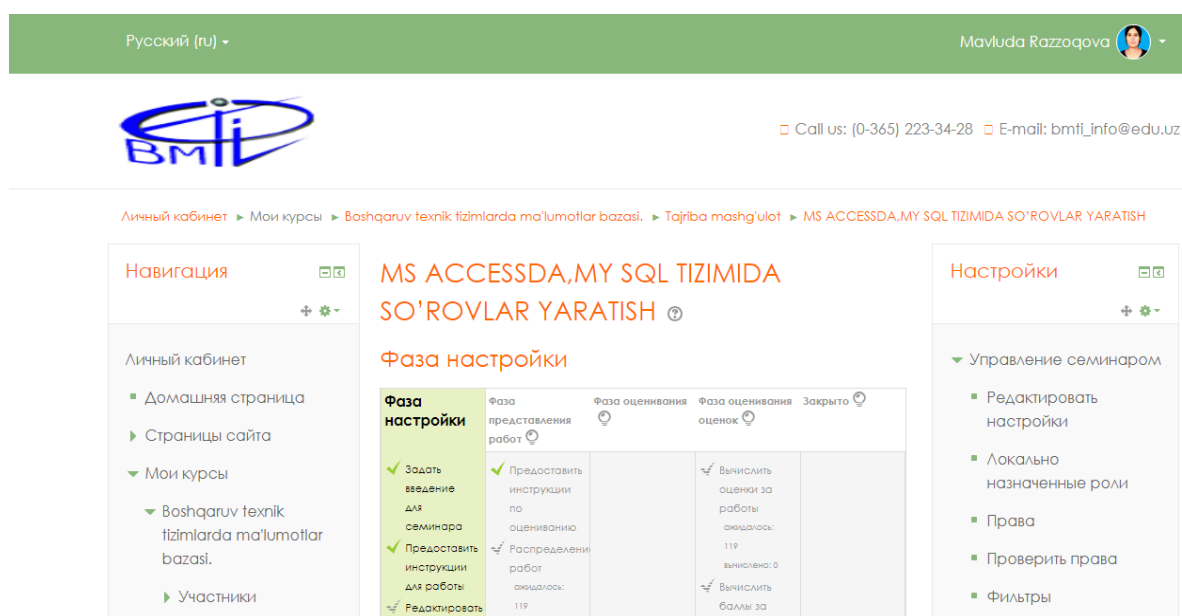 Русский (ru)
Mavluda Razzoqova
BMTI
Call us: (0-365) 223-34-28 E-mail: bmti_info@edu.uz
Личный кабинет ► Мои курсы ► Boshqaruv texnik tizimlarda ma'lumotlar bazasi. ► Tajriba mashg'ulot ► MS ACCESSDA,MY SQL TIZIMIDA SO'ROVLAR YARATISH
Навигация
Личный кабинет
Домашняя страница
Страницы сайта
Мои курсы
Boshqaruv texnik
tizimlarda ma'lumotlar
bazasi.
Участники
MS ACCESSDA,MY SQL TIZIMIDA
SO'ROVLAR YARATISH
Фаза настройки
Фаза
настройки
Задать
введение
для
семинара
Предоставить
инструкции
для работы
Редактировать
Фаза
представления
работ
Предоставить
инструкции
по
оцениванию
Распределени
работ
ожидалось:
119
Фаза оценивания
Фаза оценивания
оценок
Вычислить
оценки за
работы
ожидалось:
119
вычислено: 0
Вычислить
баллы за
Закрыто
Настройки
Управление семинаром
Редактировать
настройки
Локально
назначенные роли
Права
Проверить права
Фильтры